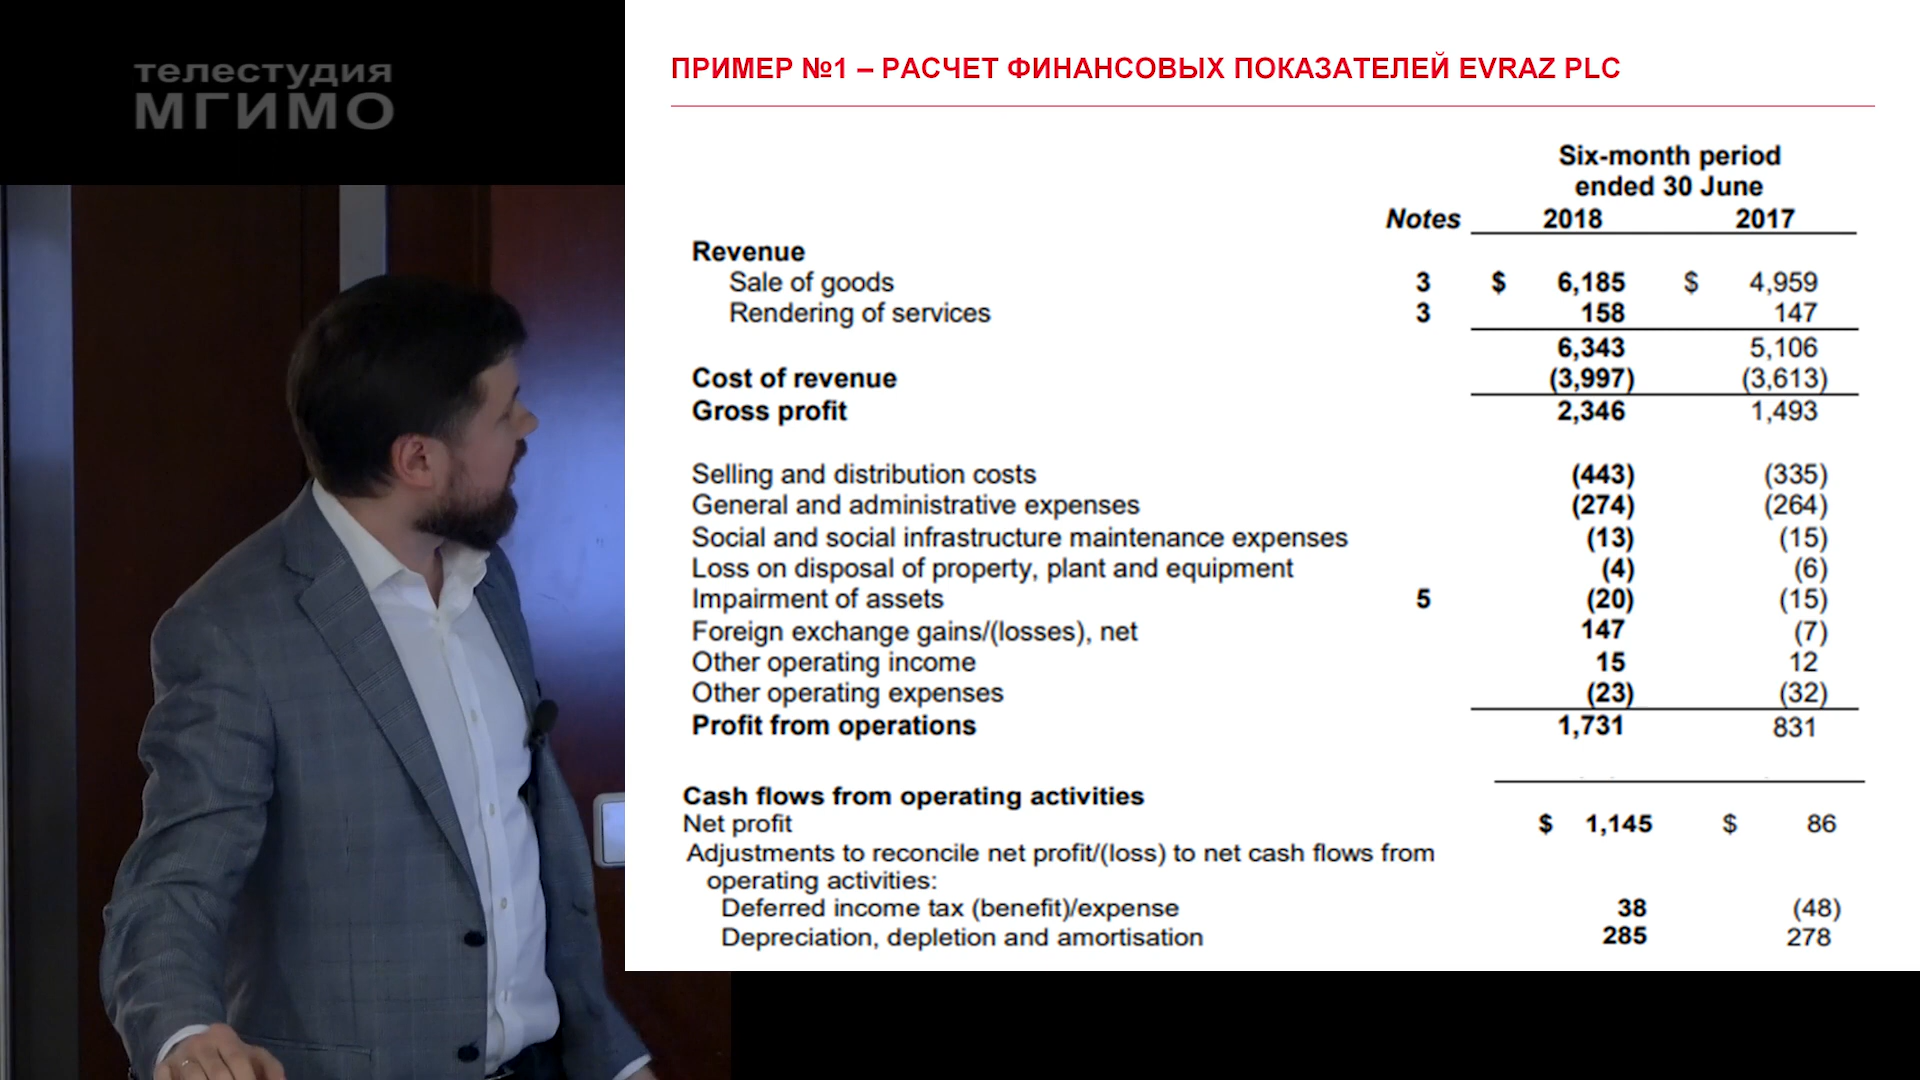 телестудия
МГИМО
ПРИМЕР №1 – РАСЧЕТ ФИНАНСОВЫХ ПОКАЗАТЕЛЕЙ EVRAZ PLC
Six-month period
ended 30 June
Notes 2018 2017
Revenue
Sale of goods 3 $ 6,185 $ 4,959
Rendering of services 3 158 147
6,343 5,106
Cost of revenue (3,997) (3,613)
Gross profit 2,346 1,493
Selling and distribution costs (443) (335)
General and administrative expenses (274) (264)
Social and social infrastructure maintenance expenses (13) (15)
Loss on disposal of property, plant and equipment (4) (6)
Impairment of assets 5 (20) (15)
Foreign exchange gains/(losses), net 147 (7)
Other operating income 15 12
Other operating expenses (23) (32)
Profit from operations 1,731 831
Cash flows from operating activities
Net profit $ 1,145 $ 86
Adjustments to reconcile net profit/(loss) to net cash flows from
operating activities:
Deferred income tax (benefit)/expense 38 (48)
Depreciation, depletion and amortisation 285 278